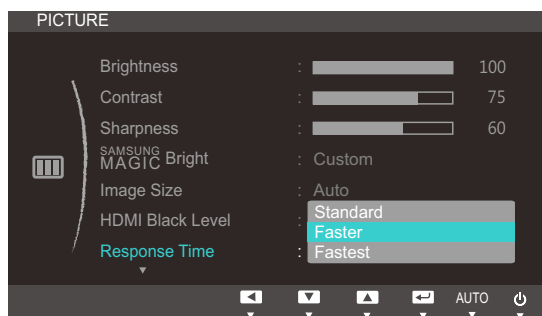 PICTURE
Brightness : 100
Contrast : 75
Sharpness : 60
SAMSUNG MAGIC Bright : Custom
Image Size : Auto
HDMI Black Level :
Standard
Faster
Response Time : Fastest
AUTO